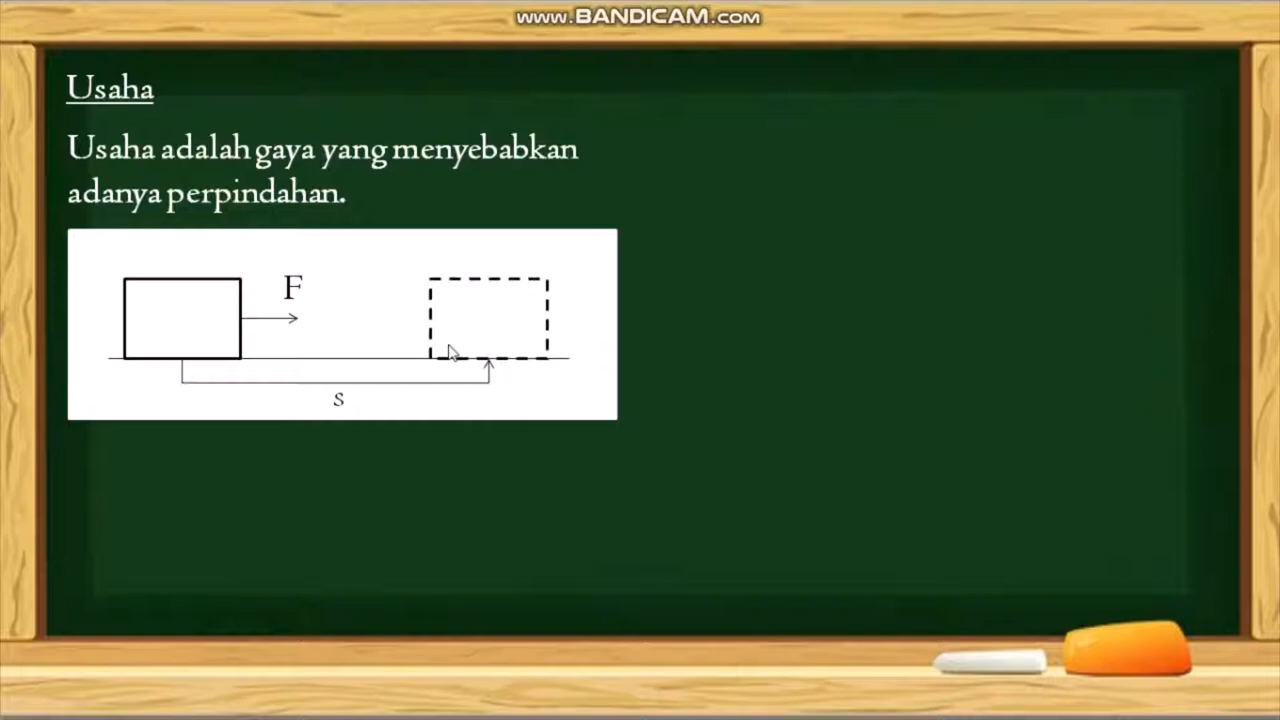 www.BANDICAM.com
Usaha
Usaha adalah gaya yang menyebabkan
adanya perpindahan.
F
s